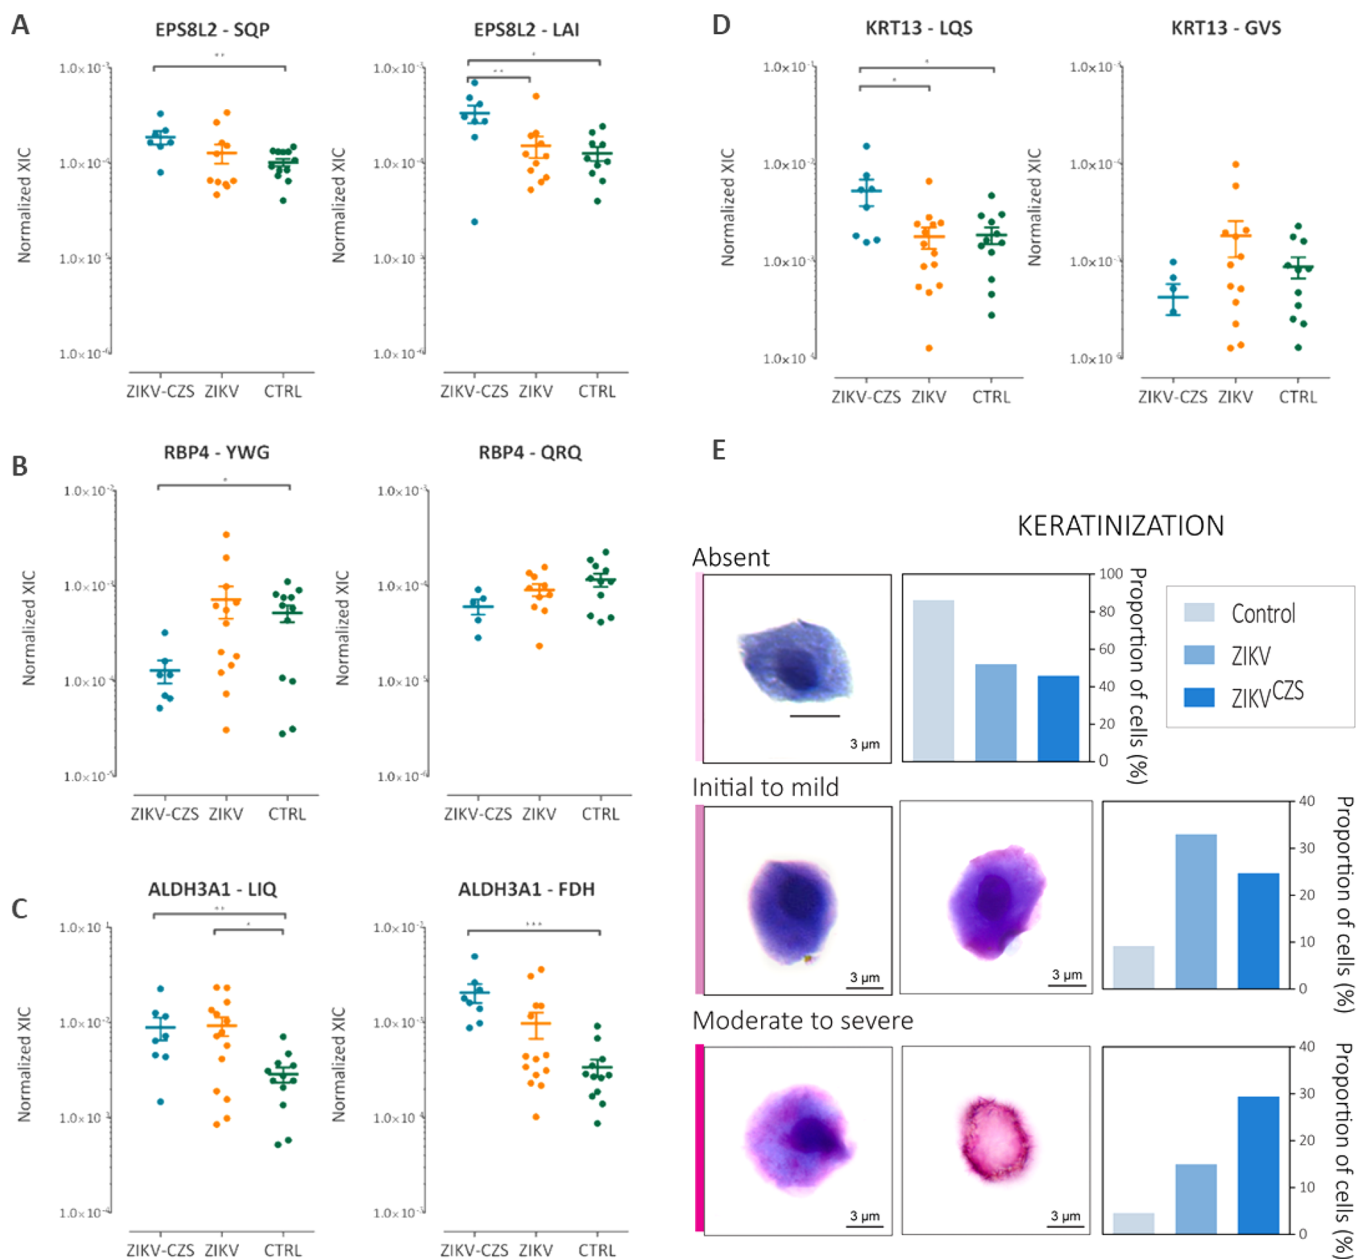 A
EPS8L2 - SQP
EPS8L2 - LAI
**
*
**
Normalized XIC
Normalized XIC
ZIKV-CZS ZIKV CTRL
ZIKV-CZS ZIKV CTRL
B
RBP4 - YWG
RBP4 - QRQ
*
Normalized XIC
Normalized XIC
ZIKV-CZS ZIKV CTRL
ZIKV-CZS ZIKV CTRL
C
ALDH3A1 - LIQ
ALDH3A1 - FDH
**
*
***
Normalized XIC
Normalized XIC
ZIKV-CZS ZIKV CTRL
ZIKV-CZS ZIKV CTRL
D
KRT13 - LQS
KRT13 - GVS
*
*
Normalized XIC
Normalized XIC
ZIKV-CZS ZIKV CTRL
ZIKV-CZS ZIKV CTRL
E
KERATINIZATION
Absent
3 µm
100
80
60
40
20
0
Proportion of cells (%)
Control
ZIKV
ZIKVCZS
Initial to mild
3 µm
3 µm
40
30
20
10
0
Proportion of cells (%)
Moderate to severe
3 µm
3 µm
40
30
20
10
0
Proportion of cells (%)